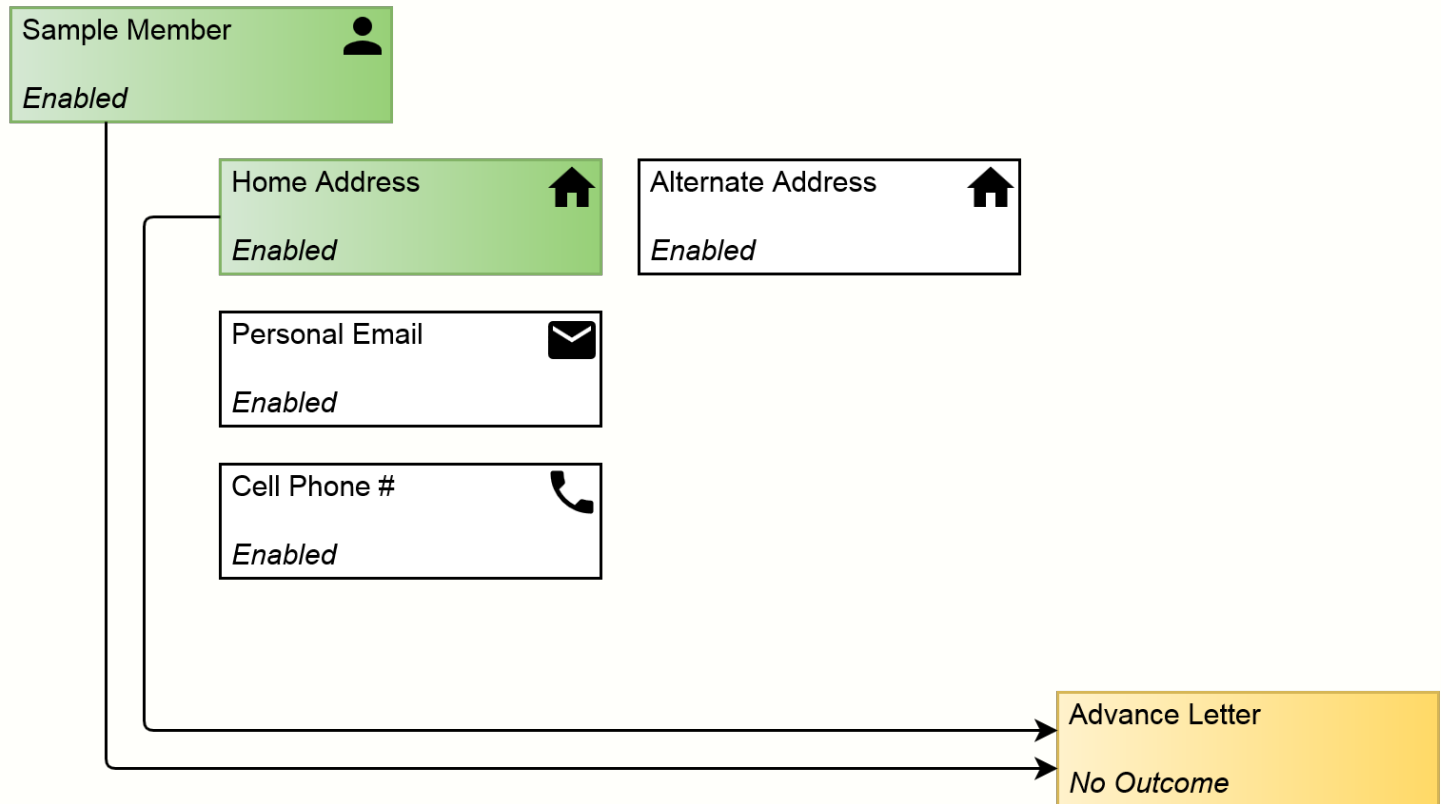 Sample Member
Enabled
Home Address
Enabled
Alternate Address
Enabled
Personal Email
Enabled
Cell Phone #
Enabled
Advance Letter
No Outcome